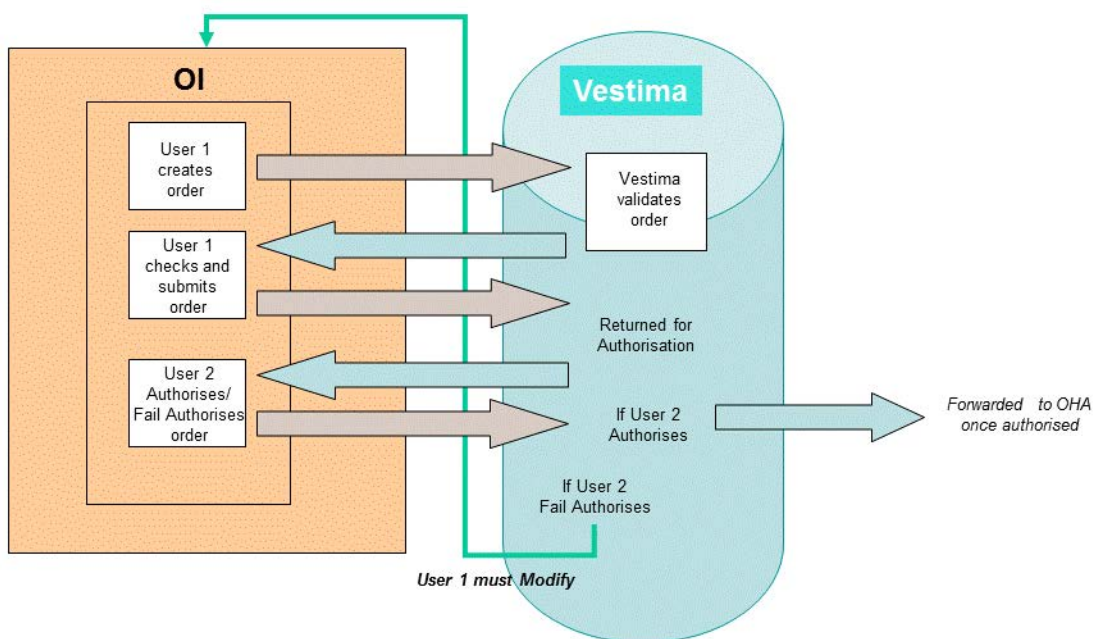 OI
Vestima
User 1
creates
order
Vestima
validates
order
User 1
checks and
submits
order
Returned for
Authorisation
User 2
Authorises/
Fail Authorises
order
If User 2
Authorises
Forwarded to OHA
once authorised
If User 2
Fail Authorises
User 1 must Modify